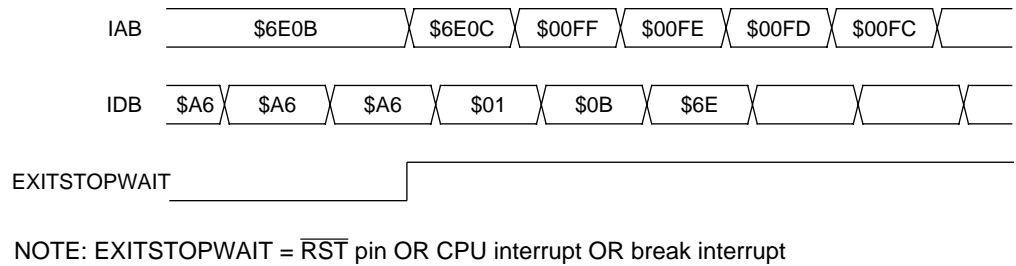 IAB $6E0B $6E0C $00FF $00FE $00FD $00FC
IDB $A6 $A6 $A6 $01 $0B $6E
EXITSTOPWAIT
NOTE: EXITSTOPWAIT = RST pin OR CPU interrupt OR break interrupt